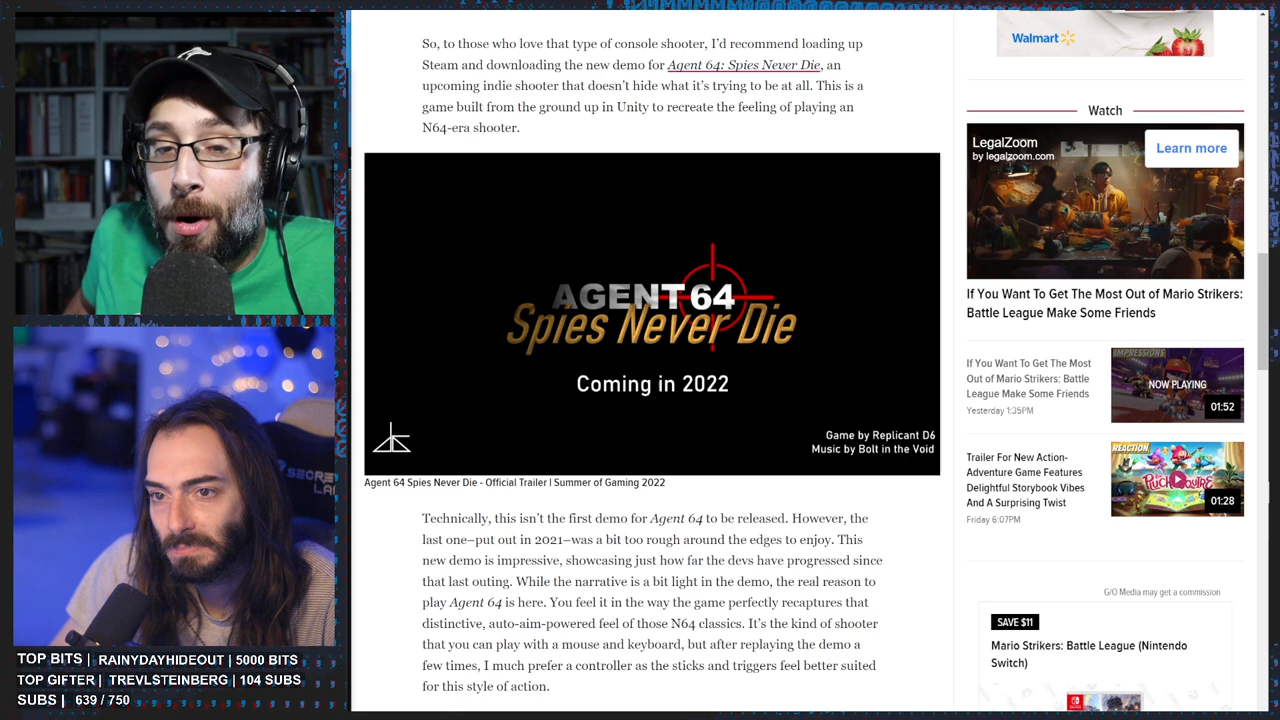 So, to those who love that type of console shooter, I'd recommend loading up
Steam and downloading the new demo for Agent 64: Spies Never Die, an
upcoming indie shooter that doesn't hide what it's trying to be at all. This is a
game built from the ground up in Unity to recreate the feeling of playing an
N64-era shooter.
AGENT 64
Spies Never Die
Coming in 2022
Game by Replicant D6
Music by Bolt in the Void
Agent 64 Spies Never Die - Official Trailer | Summer of Gaming 2022
Technically, this isn't the first demo for Agent 64 to be released. However, the
last one–put out in 2021–was a bit too rough around the edges to enjoy. This
new demo is impressive, showcasing just how far the devs have progressed since
that last outing. While the narrative is a bit light in the demo, the real reason to
play Agent 64 is here. You feel it in the way the game perfectly recaptures that
distinctive, auto-aim-powered feel of those N64 classics. It's the kind of shooter
that you can play with a mouse and keyboard, but after replaying the demo a
few times, I much prefer a controller as the sticks and triggers feel better suited
for this style of action.
Walmart
Watch
LegalZoom
by legalzoom.com
Learn more
If You Want To Get The Most Out of Mario Strikers:
Battle League Make Some Friends
If You Want To Get The Most
Out of Mario Strikers: Battle
League Make Some Friends
Yesterday 1:35PM
IMPRESSIONS
NOW PLAYING
01:52
Trailer For New Action-
Adventure Game Features
Delightful Storybook Vibes
And A Surprising Twist
Friday 6:07PM
REACTION
01:28
G/O Media may get a commission
SAVE $11
Mario Strikers: Battle League (Nintendo
Switch)
TOP BITS | RAINYDAYHIDEOUT | 5000 BITS
TOP GIFTER | TREVLSTEINBERG | 104 SUBS
SUBS | 639 / 750